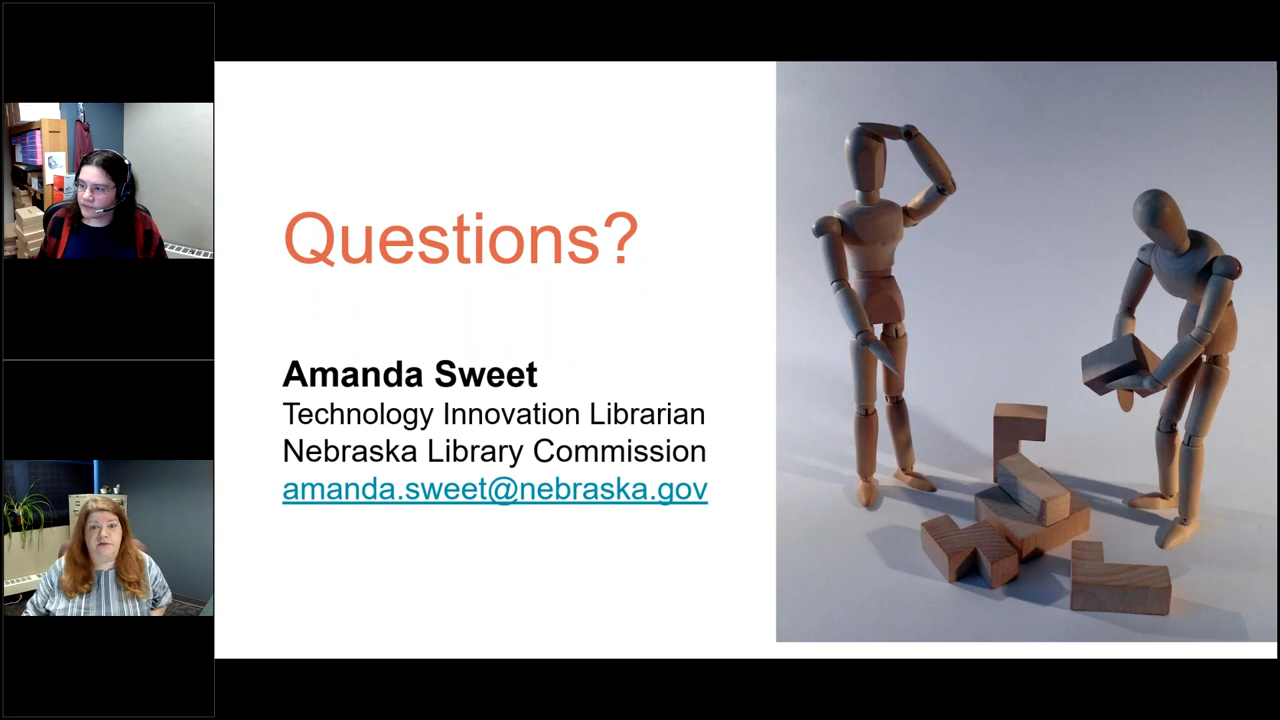 Questions?
Amanda Sweet
Technology Innovation Librarian
Nebraska Library Commission
amanda.sweet@nebraska.gov